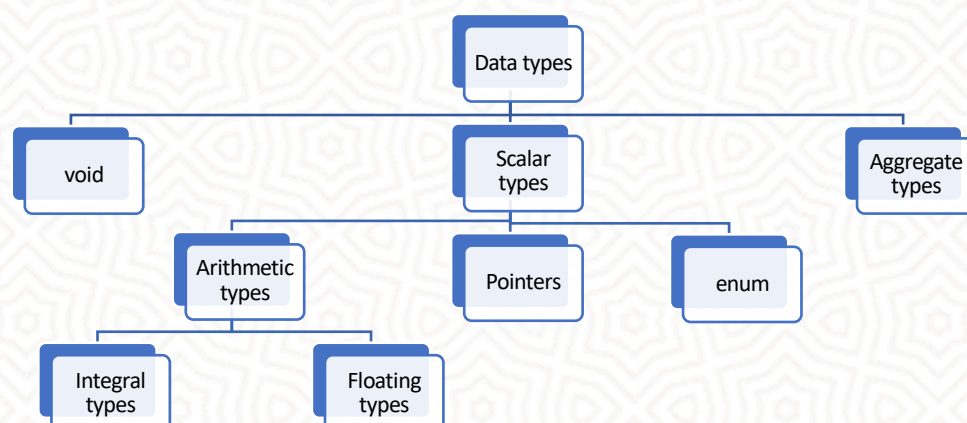 Data types
void
Scalar
types
Aggregate
types
Arithmetic
types
Pointers
enum
Integral
types
Floating
types